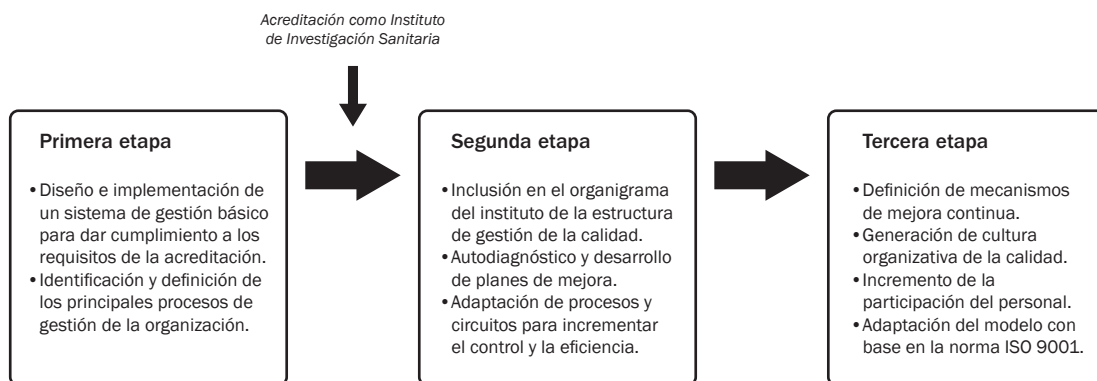 Acreditación como Instituto
de Investigación Sanitaria
Primera etapa
•Diseño e implementación de
un sistema de gestión básico
para dar cumplimiento a los
requisitos de la acreditación.
•Identificación y definición de
los principales procesos de
gestión de la organización.
Segunda etapa
•Inclusión en el organigrama
del instituto de la estructura
de gestión de la calidad.
•Autodiagnóstico y desarrollo
de planes de mejora.
•Adaptación de procesos y
circuitos para incrementar
el control y la eficiencia.
Tercera etapa
•Definición de mecanismos
de mejora continua.
•Generación de cultura
organizativa de la calidad.
•Incremento de la
participación del personal.
•Adaptación del modelo con
base en la norma ISO 9001.